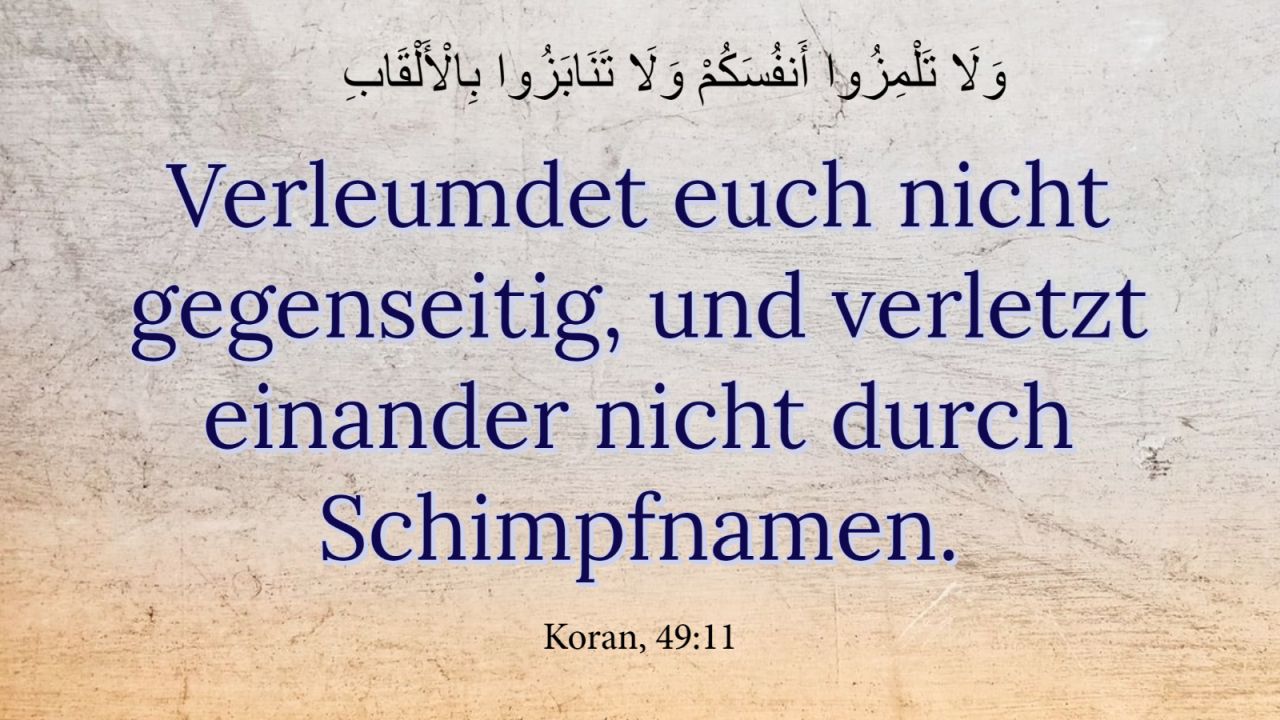 وَلَا تَلْمِزُوا أَنفُسَكُمْ وَلَا تَنَابَزُوا بِالْأَلْقَابِ
Verleumdet euch nicht
gegenseitig, und verletzt
einander nicht durch
Schimpfnamen.
Koran, 49:11